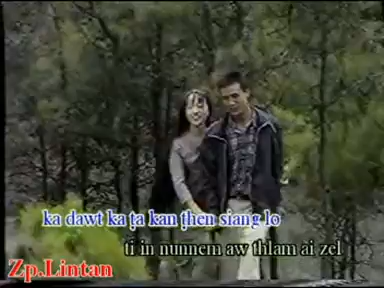 ka dawt ka ṭa kan ṭhen siang lo
ti in nunnem aw thlam ai zel
Zp.Lintan